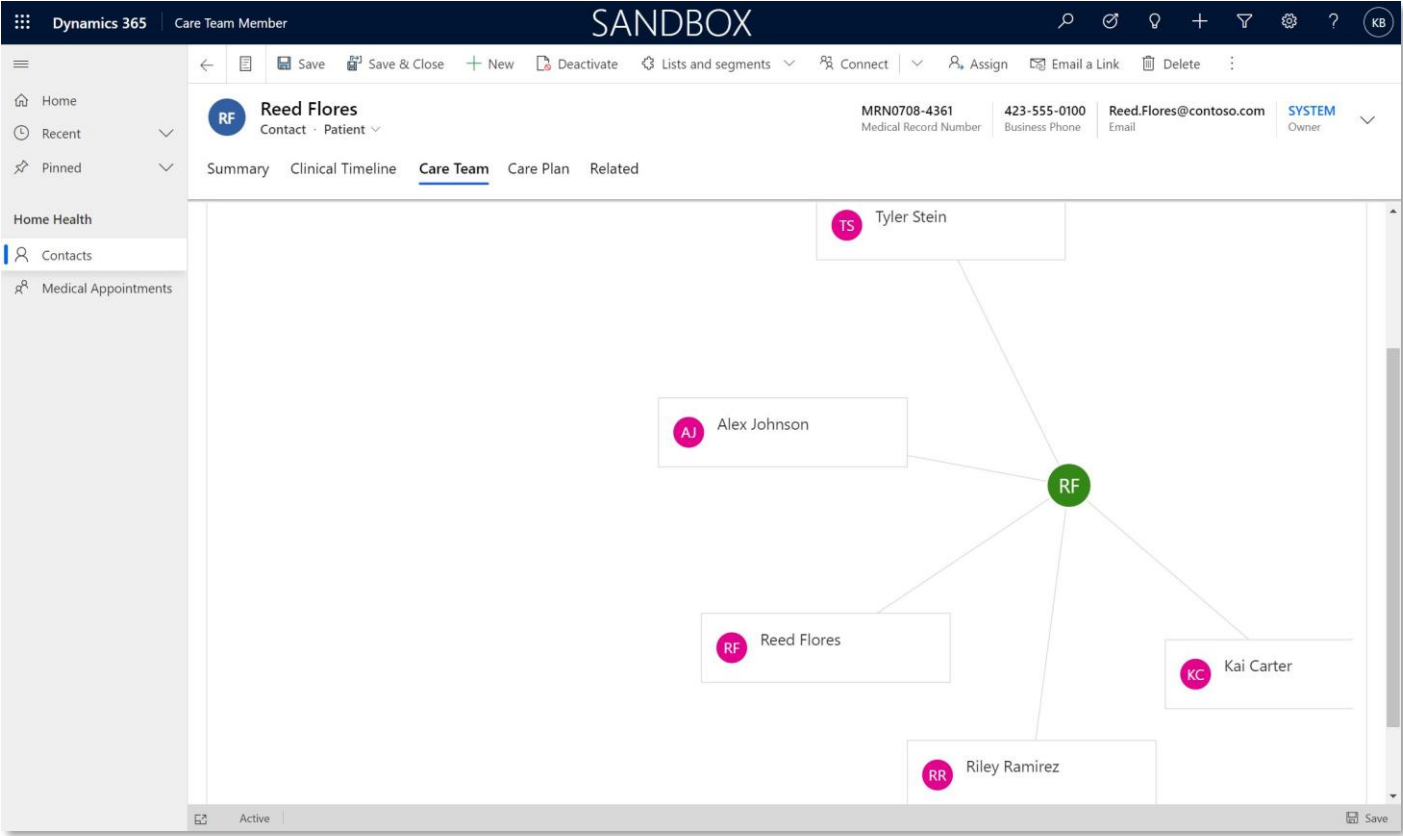 Dynamics 365 Care Team Member SANDBOX KB
Save Save & Close New Deactivate Lists and segments Connect Assign Email a Link Delete
Home
Recent
Pinned
Home Health
Contacts
Medical Appointments
RF Reed Flores
Contact · Patient
MRN0708-4361 423-555-0100 Reed.Flores@contoso.com SYSTEM
Medical Record Number Business Phone Email Owner
Summary Clinical Timeline Care Team Care Plan Related
TS Tyler Stein
AJ Alex Johnson
RF
RF Reed Flores
KC Kai Carter
RR Riley Ramirez
Active Save